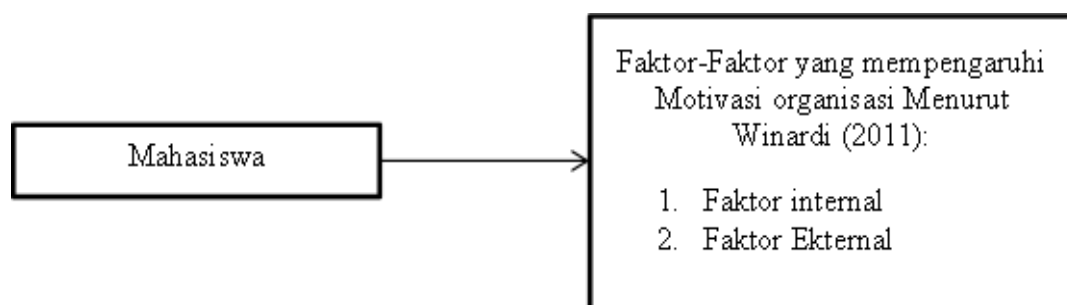 Mahasiswa
Faktor-Faktor yang mempengaruhi
Motivasi organisasi Menurut
Winardi (2011):
1. Faktor internal
2. Faktor Ekternal